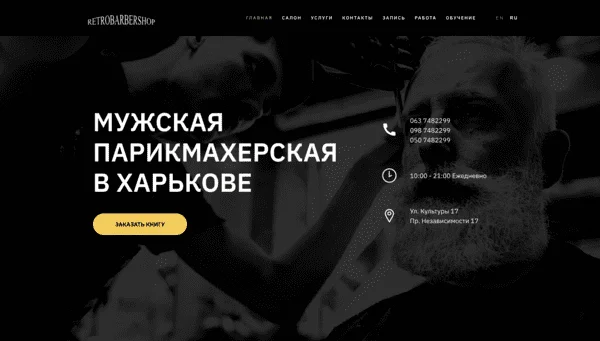 RETROBARBERSHOP
ГЛАВНАЯ САЛОН УСЛУГИ КОНТАКТЫ ЗАПИСЬ РАБОТА ОБУЧЕНИЕ EN RU
МУЖСКАЯ
ПАРИКМАХЕРСКАЯ
В ХАРЬКОВЕ
ЗАКАЗАТЬ КНИГУ
063 7482299
098 7482299
050 7482299
10:00 - 21:00 Ежедневно
Ул. Культуры 17
Пр. Независимости 17